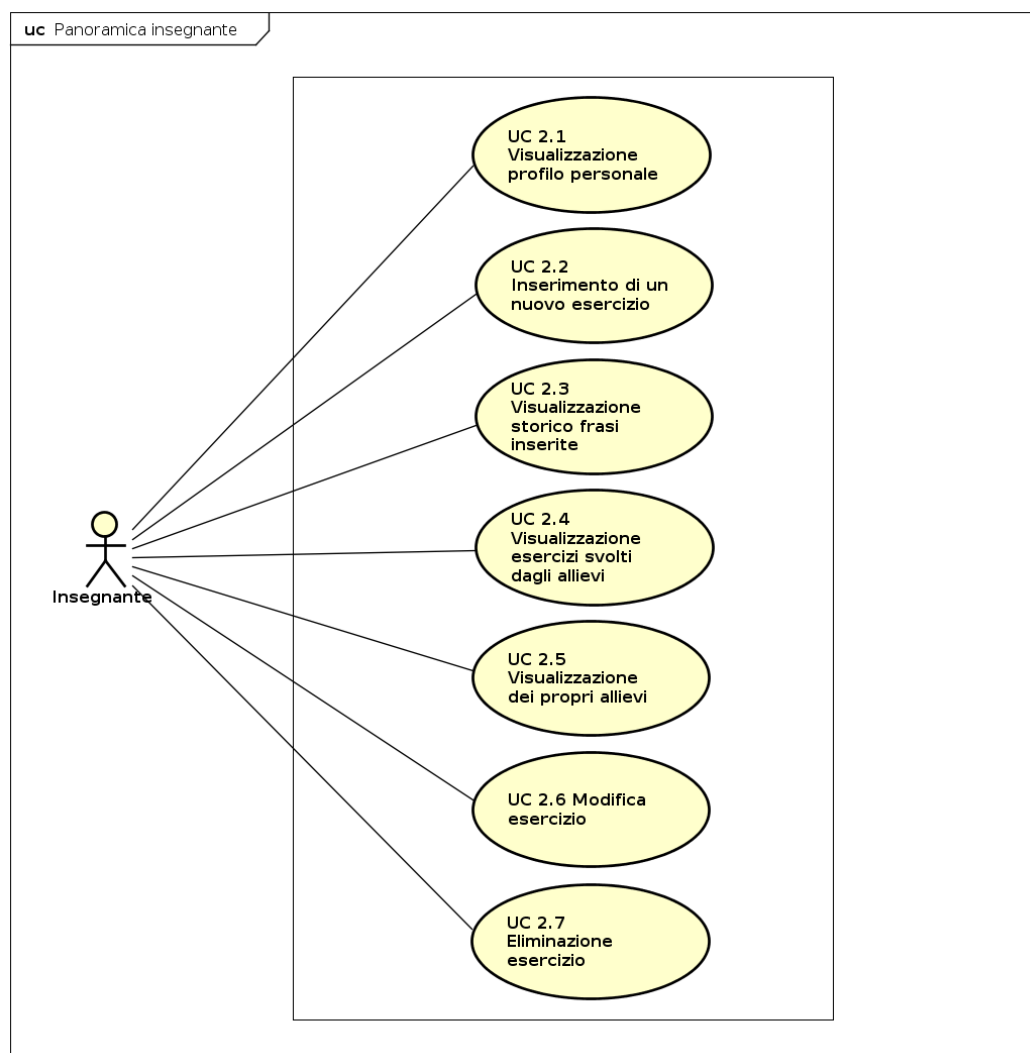 uc Panoramica insegnante
UC 2.1
Visualizzazione
profilo personale
UC 2.2
Inserimento di un
nuovo esercizio
UC 2.3
Visualizzazione
storico frasi
inserite
UC 2.4
Visualizzazione
esercizi svolti
dagli allievi
Insegnante
UC 2.5
Visualizzazione
dei propri allievi
UC 2.6 Modifica
esercizio
UC 2.7
Eliminazione
esercizio